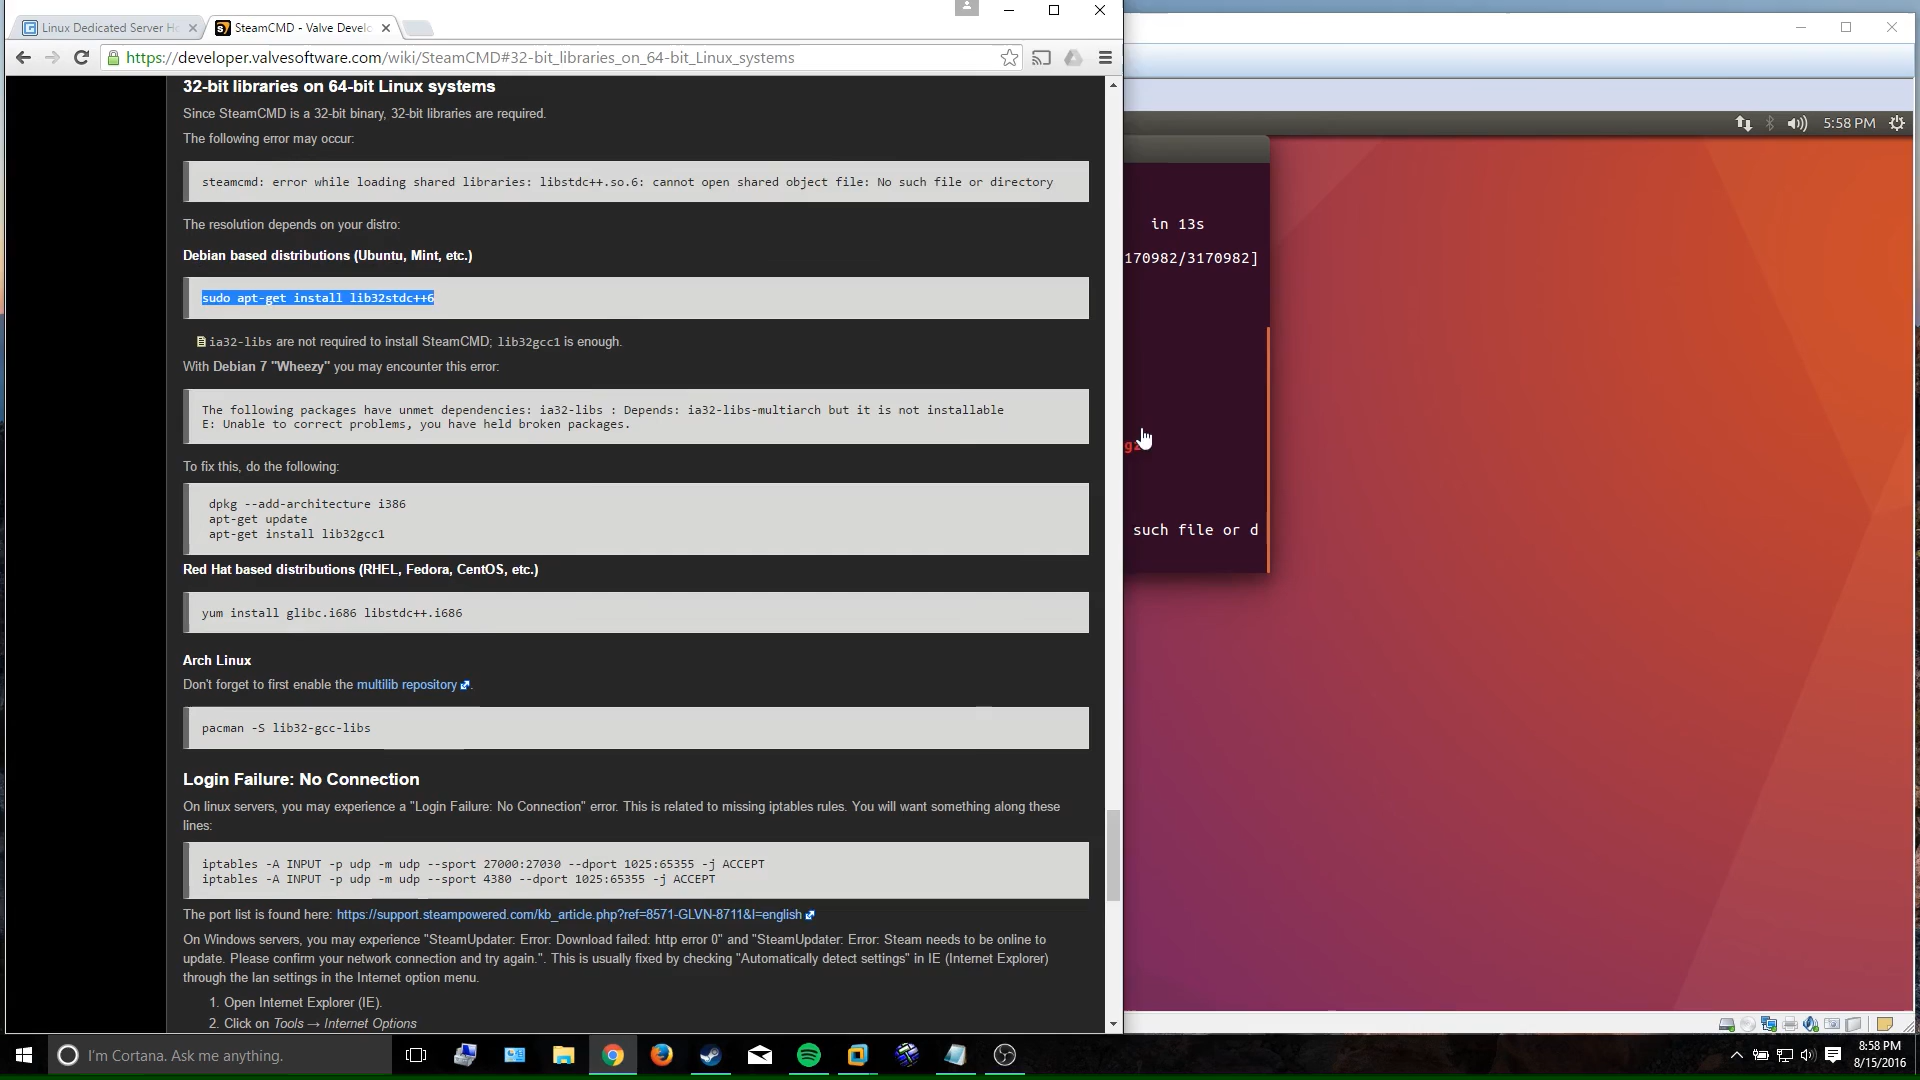 Linux Dedicated Server H
SteamCMD - Valve Develo
https://developer.valvesoftware.com/wiki/SteamCMD#32-bit_libraries_on_64-bit_Linux_systems
32-bit libraries on 64-bit Linux systems
Since SteamCMD is a 32-bit binary, 32-bit libraries are required.
The following error may occur:
steamcmd: error while loading shared libraries: libstdc++.so.6: cannot open shared object file: No such file or directory
The resolution depends on your distro:
Debian based distributions (Ubuntu, Mint, etc.)
sudo apt-get install lib32stdc++6
ia32-libs are not required to install SteamCMD; lib32gcc1 is enough.
With Debian 7 "Wheezy" you may encounter this error:
The following packages have unmet dependencies: ia32-libs : Depends: ia32-libs-multiarch but it is not installable
E: Unable to correct problems, you have held broken packages.
To fix this, do the following:
dpkg --add-architecture i386
apt-get update
apt-get install lib32gcc1
Red Hat based distributions (RHEL, Fedora, CentOS, etc.)
yum install glibc.i686 libstdc++.i686
Arch Linux
Don't forget to first enable the multilib repository.
pacman -S lib32-gcc-libs
Login Failure: No Connection
On linux servers, you may experience a "Login Failure: No Connection" error. This is related to missing iptables rules. You will want something along these
lines:
iptables -A INPUT -p udp -m udp --sport 27000:27030 --dport 1025:65355 -j ACCEPT
iptables -A INPUT -p udp -m udp --sport 4380 --dport 1025:65355 -j ACCEPT
The port list is found here: https://support.steampowered.com/kb_article.php?ref=8571-GLVN-8711&l=english
On Windows servers, you may experience "SteamUpdater: Error: Download failed: http error 0" and "SteamUpdater: Error: Steam needs to be online to
update. Please confirm your network connection and try again.". This is usually fixed by checking "Automatically detect settings" in IE (Internet Explorer)
through the lan settings in the Internet option menu.
1. Open Internet Explorer (IE).
2. Click on Tools → Internet Options
5:58 PM
in 13s
170982/3170982]
such file or d
I'm Cortana. Ask me anything.
8:58 PM
8/15/2016